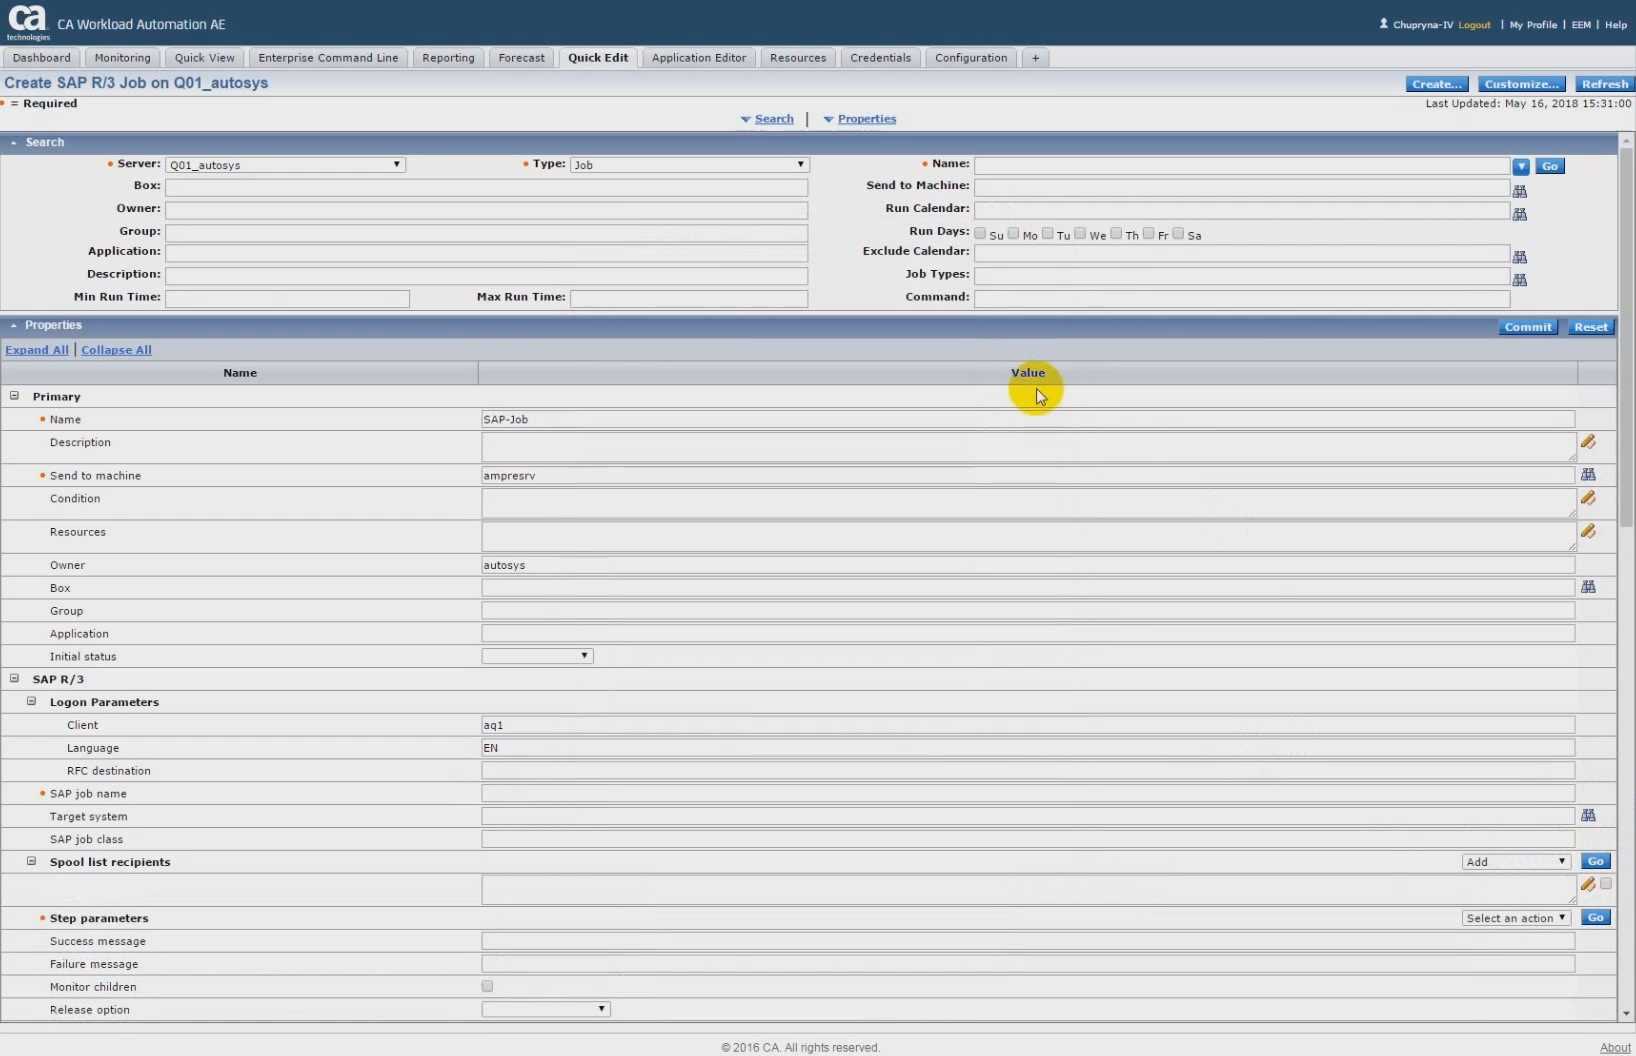 ca technologies CA Workload Automation AE Chupryna-IV Logout | My Profile | EEM | Help
Dashboard Monitoring Quick View Enterprise Command Line Reporting Forecast Quick Edit Application Editor Resources Credentials Configuration +
Create SAP R/3 Job on Q01_autosys Create... Customize... Refresh
= Required Last Updated: May 16, 2018 15:31:00
Search | Properties
Search
Server: Q01_autosys Type: Job Name: Go
Box: Send to Machine:
Owner: Run Calendar:
Group: Run Days: Su Mo Tu We Th Fr Sa
Application: Exclude Calendar:
Description: Job Types:
Min Run Time: Max Run Time: Command:
Properties Commit Reset
Expand All | Collapse All
Name Value
Primary
Name SAP-Job
Description
Send to machine ampresrv
Condition
Resources
Owner autosys
Box
Group
Application
Initial status
SAP R/3
Logon Parameters
Client aq1
Language EN
RFC destination
SAP job name
Target system
SAP job class
Spool list recipients Add Go
Step parameters Select an action Go
Success message
Failure message
Monitor children
Release option
© 2016 CA. All rights reserved. About